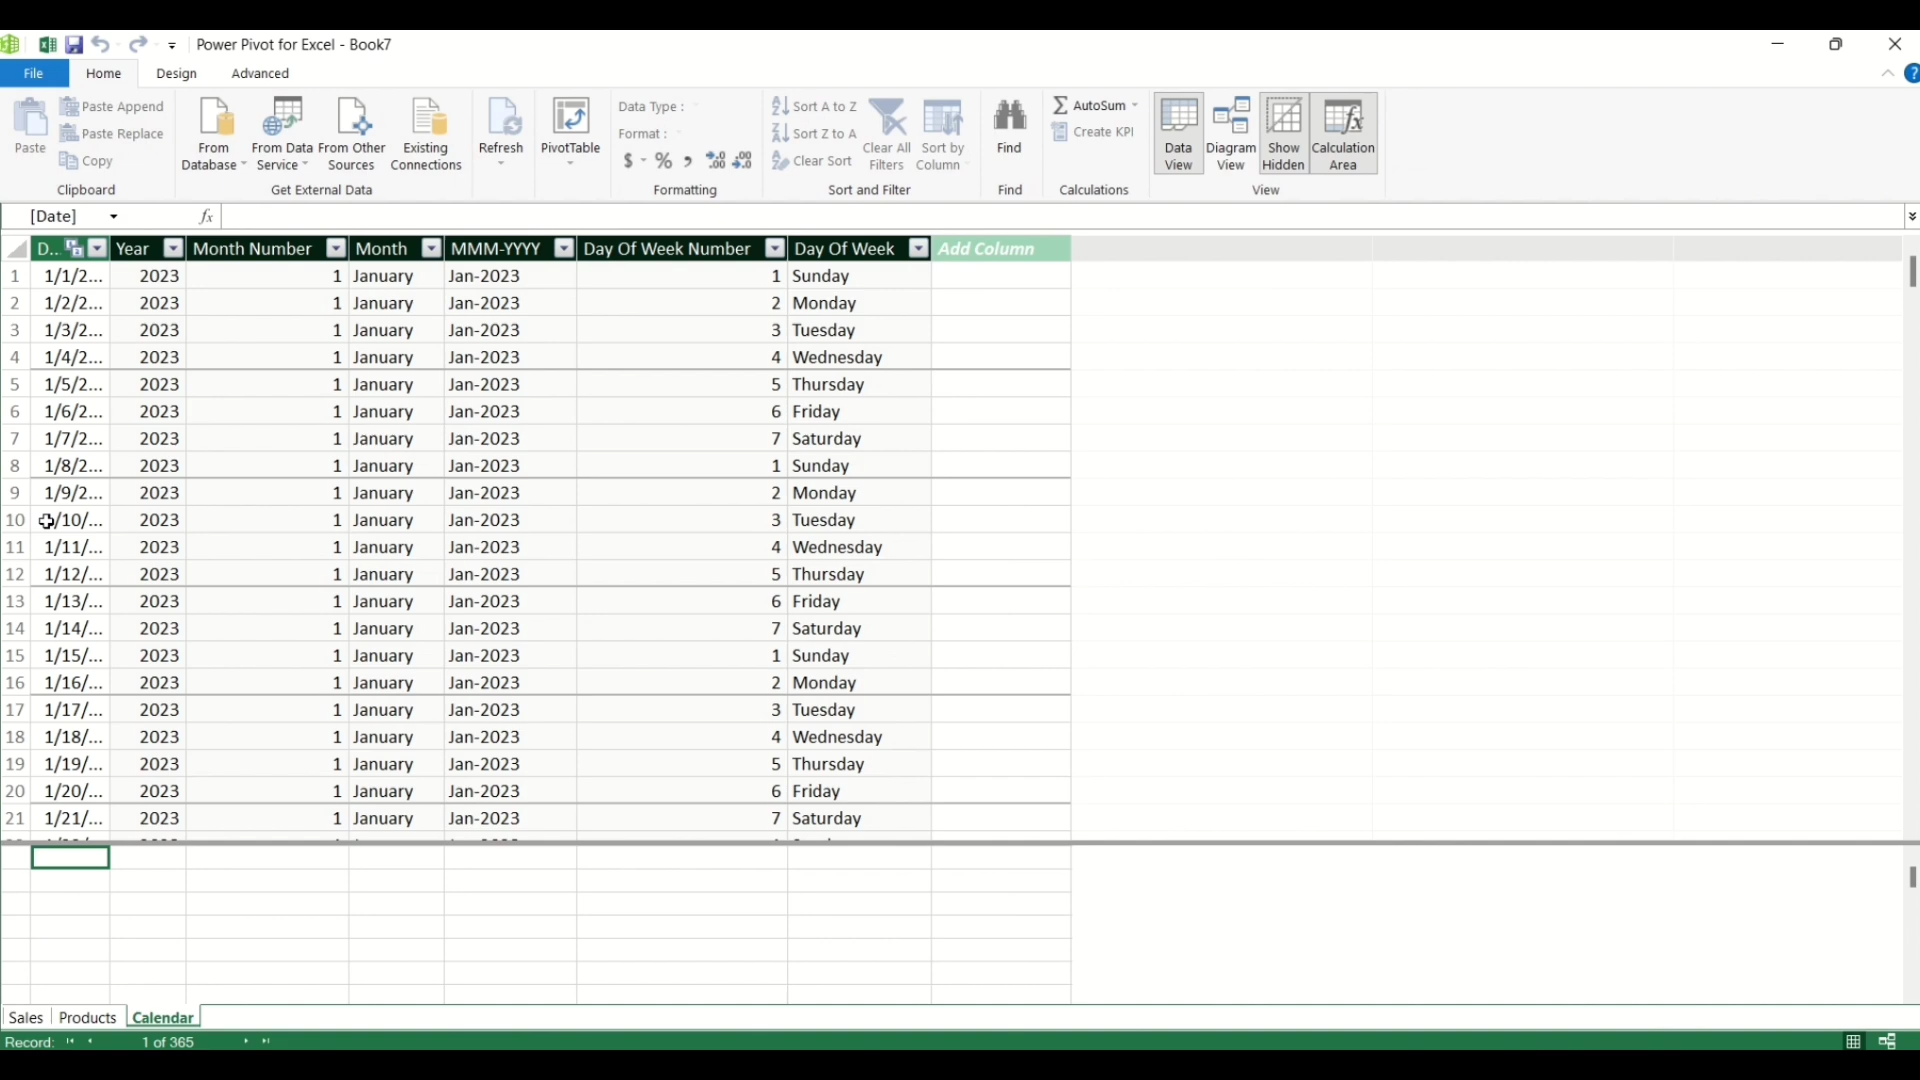 Power Pivot for Excel - Book7
File Home Design Advanced
Paste
Paste Append
Paste Replace
Copy
Clipboard
From Database
From Data Service
From Other Sources
Existing Connections
Get External Data
Refresh
PivotTable
Data Type :
Format :
$ % , .0 .00 .00 .0
Formatting
Sort A to Z
Sort Z to A
Clear Sort
Clear All Filters
Sort by Column
Sort and Filter
Find
Find
AutoSum
Create KPI
Calculations
Data View
Diagram View
Show Hidden
Calculation Area
View
[Date] fx
D... Year Month Number Month MMM-YYYY Day Of Week Number Day Of Week Add Column
1 1/1/2... 2023 1 January Jan-2023 1 Sunday
2 1/2/2... 2023 1 January Jan-2023 2 Monday
3 1/3/2... 2023 1 January Jan-2023 3 Tuesday
4 1/4/2... 2023 1 January Jan-2023 4 Wednesday
5 1/5/2... 2023 1 January Jan-2023 5 Thursday
6 1/6/2... 2023 1 January Jan-2023 6 Friday
7 1/7/2... 2023 1 January Jan-2023 7 Saturday
8 1/8/2... 2023 1 January Jan-2023 1 Sunday
9 1/9/2... 2023 1 January Jan-2023 2 Monday
10 /10/... 2023 1 January Jan-2023 3 Tuesday
11 1/11/... 2023 1 January Jan-2023 4 Wednesday
12 1/12/... 2023 1 January Jan-2023 5 Thursday
13 1/13/... 2023 1 January Jan-2023 6 Friday
14 1/14/... 2023 1 January Jan-2023 7 Saturday
15 1/15/... 2023 1 January Jan-2023 1 Sunday
16 1/16/... 2023 1 January Jan-2023 2 Monday
17 1/17/... 2023 1 January Jan-2023 3 Tuesday
18 1/18/... 2023 1 January Jan-2023 4 Wednesday
19 1/19/... 2023 1 January Jan-2023 5 Thursday
20 1/20/... 2023 1 January Jan-2023 6 Friday
21 1/21/... 2023 1 January Jan-2023 7 Saturday
Sales Products Calendar
Record: 1 of 365